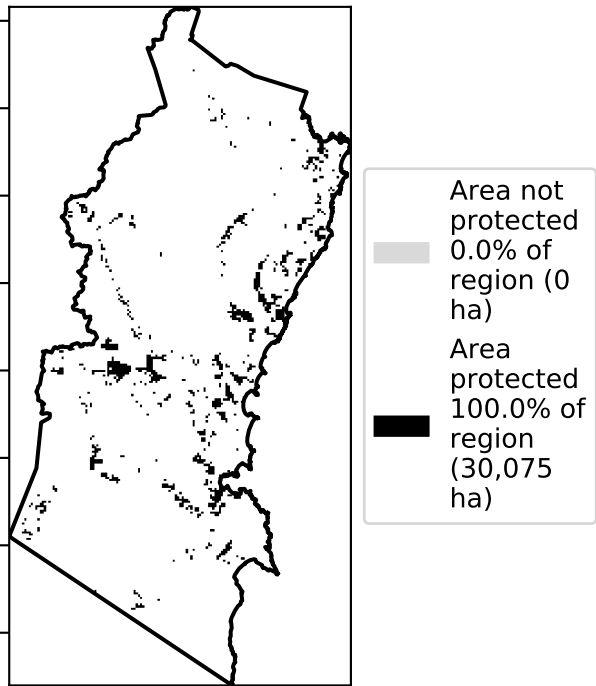 Area not
protected
0.0% of
region (0
ha)
Area
protected
100.0% of
region
(30,075
ha)